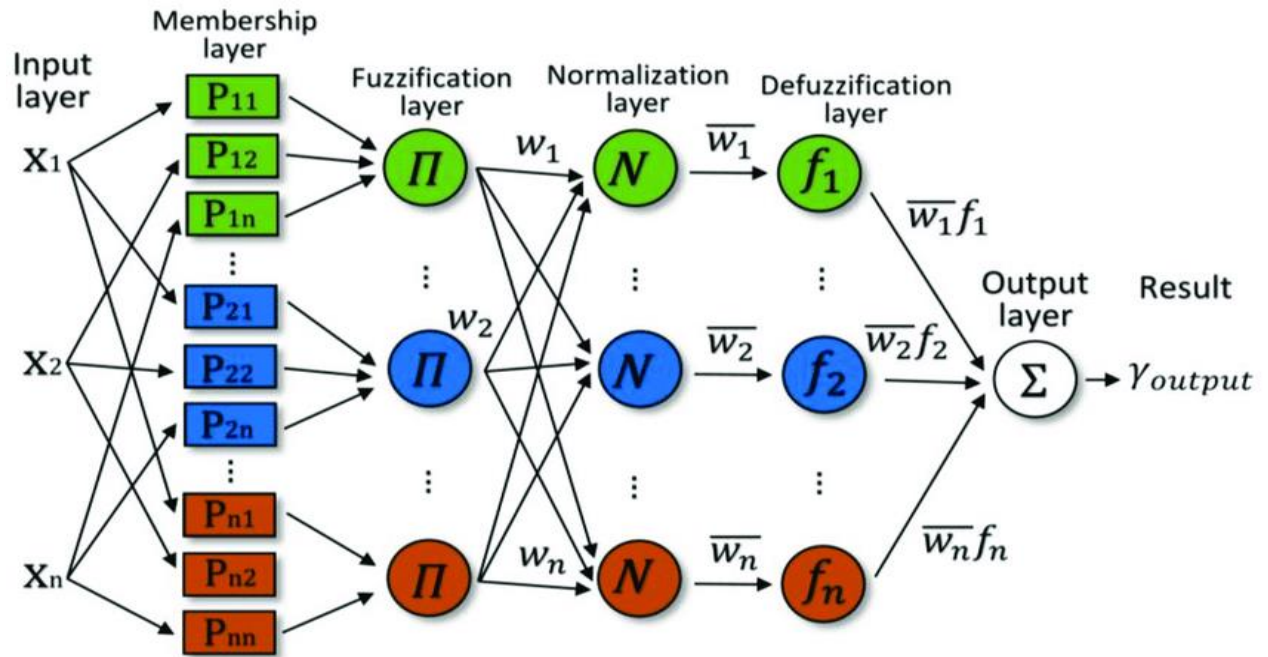 Input
layer
X₁
X₂
Xₙ
Membership
layer
P₁₁
P₁₂
P₁ₙ
⋮
P₂₁
P₂₂
P₂ₙ
⋮
Pₙ₁
Pₙ₂
Pₙₙ
Fuzzification
layer
Π
⋮
Π
⋮
Π
w₁
w₂
wₙ
Normalization
layer
N
⋮
N
⋮
N
w̅₁
w̅₂
w̅ₙ
Defuzzification
layer
f₁
⋮
f₂
⋮
fₙ
w̅₁f₁
w̅₂f₂
w̅ₙfₙ
Output
layer
Σ
Result
γₒᵤₜₚᵤₜ